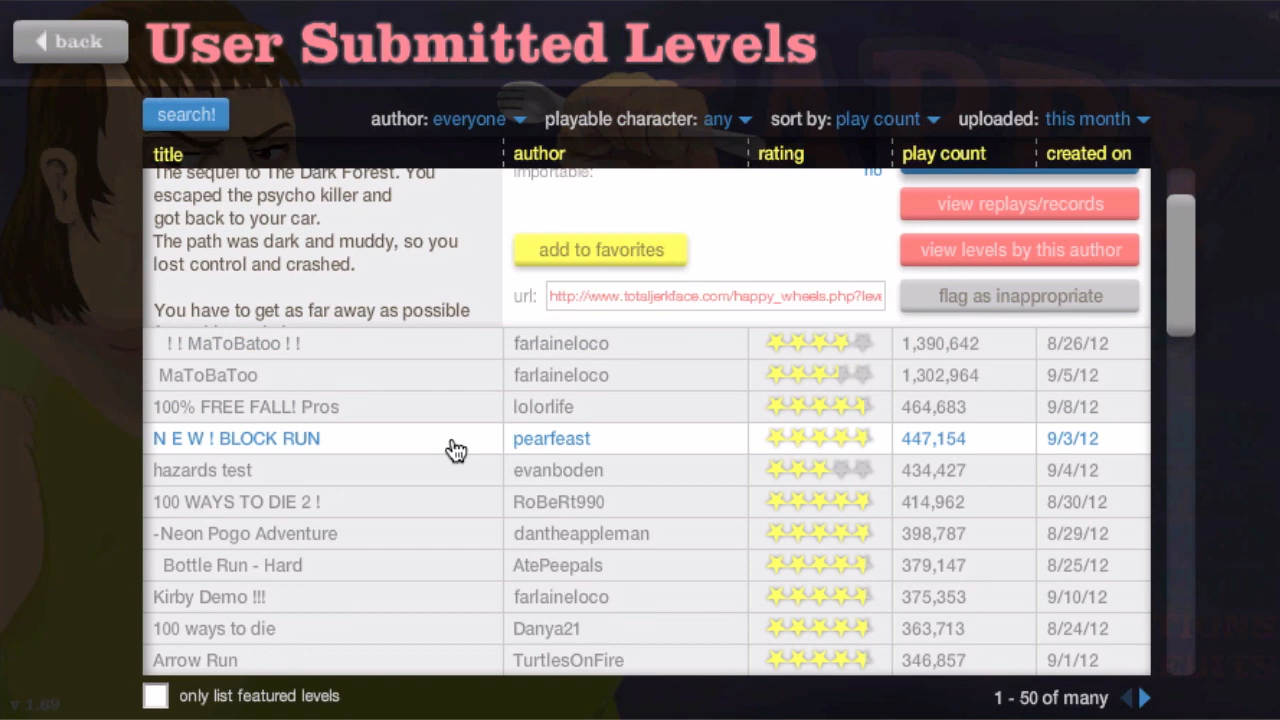 back
User Submitted Levels
search!
author: everyone playable character: any sort by: play count uploaded: this month
title author rating play count created on
The sequel to The Dark Forest. You
escaped the psycho killer and
got back to your car.
The path was dark and muddy, so you
lost control and crashed.
You have to get as far away as possible
importable: no
add to favorites
url: http://www.totaljerkface.com/happy_wheels.php?leve
view replays/records
view levels by this author
flag as inappropriate
! ! MaToBatoo ! ! farlaineloco 1,390,642 8/26/12
MaToBaToo farlaineloco 1,302,964 9/5/12
100% FREE FALL! Pros lolorlife 464,683 9/8/12
N E W ! BLOCK RUN pearfeast 447,154 9/3/12
hazards test evanboden 434,427 9/4/12
100 WAYS TO DIE 2 ! RoBeRt990 414,962 8/30/12
-Neon Pogo Adventure dantheappleman 398,787 8/29/12
Bottle Run - Hard AtePeepals 379,147 8/25/12
Kirby Demo !!! farlaineloco 375,353 9/10/12
100 ways to die Danya21 363,713 8/24/12
Arrow Run TurtlesOnFire 346,857 9/1/12
only list featured levels
1 - 50 of many
v 1.69